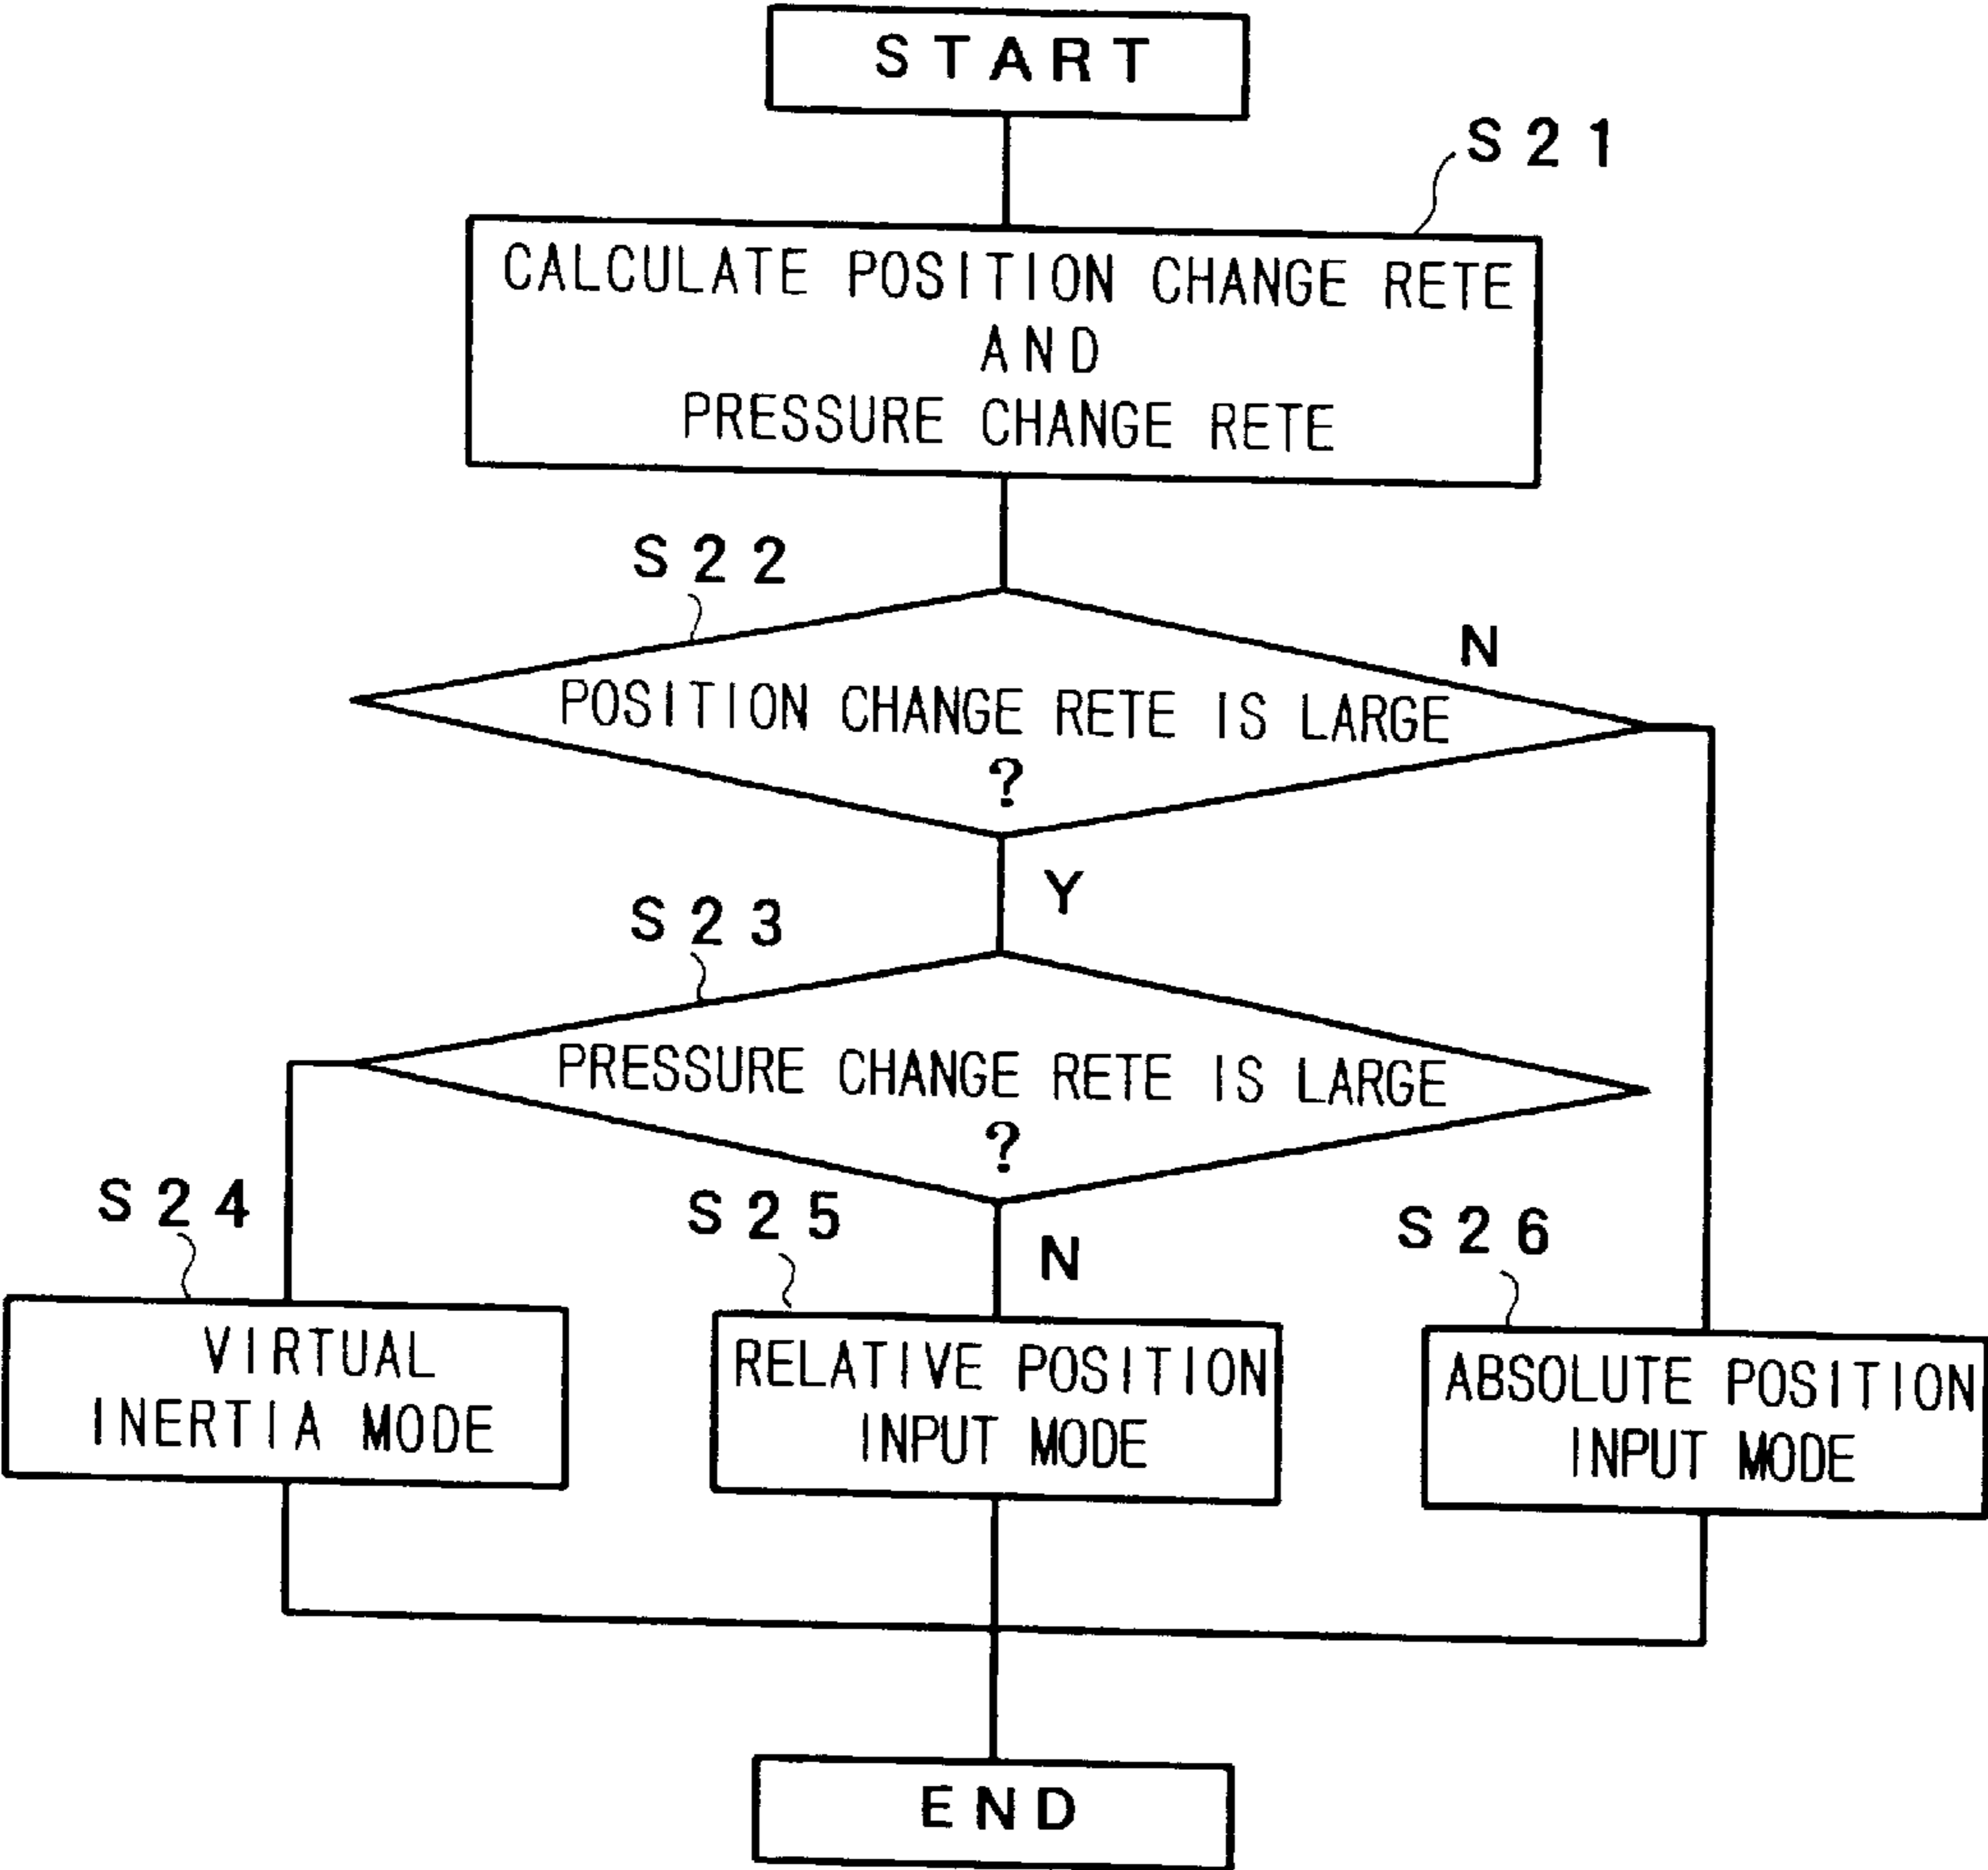 START
S21
CALCULATE POSITION CHANGE RETE
AND
PRESSURE CHANGE RETE
S22
N
POSITION CHANGE RETE IS LARGE
?
Y
S23
PRESSURE CHANGE RETE IS LARGE
?
S24
S25
N
S26
VIRTUAL
INERTIA MODE
RELATIVE POSITION
INPUT MODE
ABSOLUTE POSITION
INPUT MODE
END